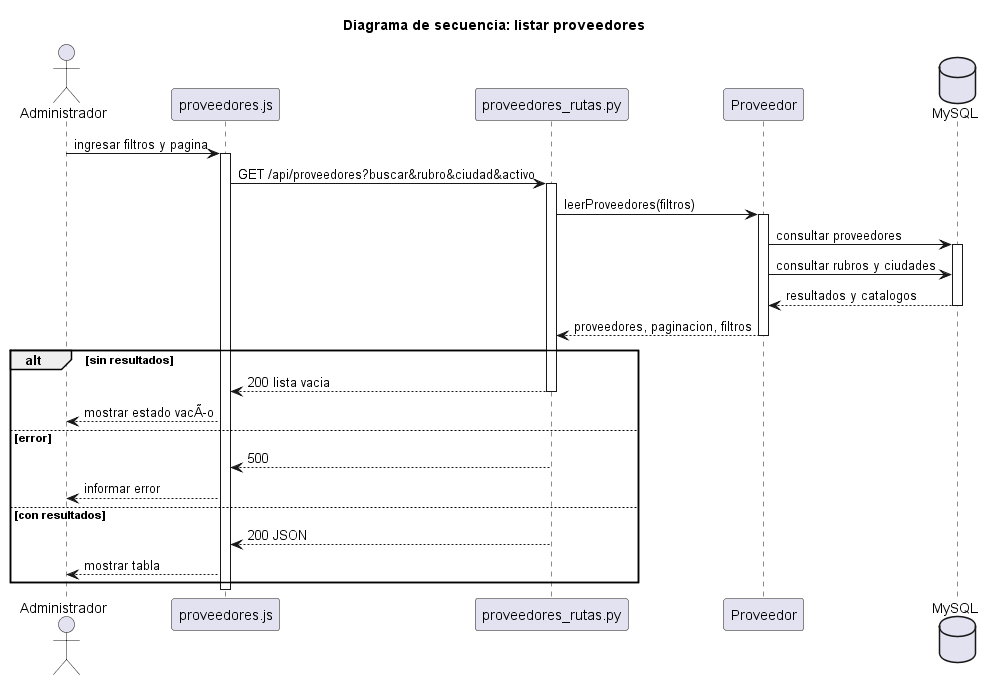 Diagrama de secuencia: listar proveedores
Administrador
proveedores.js
proveedores_rutas.py
Proveedor
MySQL
ingresar filtros y pagina
GET /api/proveedores?buscar&rubro&ciudad&activo
leerProveedores(filtros)
consultar proveedores
consultar rubros y ciudades
resultados y catalogos
proveedores, paginacion, filtros
alt [sin resultados]
200 lista vacia
mostrar estado vacÃ-o
[error]
500
informar error
[con resultados]
200 JSON
mostrar tabla
Administrador
proveedores.js
proveedores_rutas.py
Proveedor
MySQL